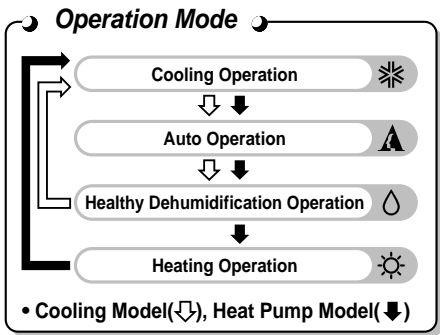 Operation Mode
Cooling Operation
Auto Operation
Healthy Dehumidification Operation
Heating Operation
• Cooling Model(⇩), Heat Pump Model(⬇)